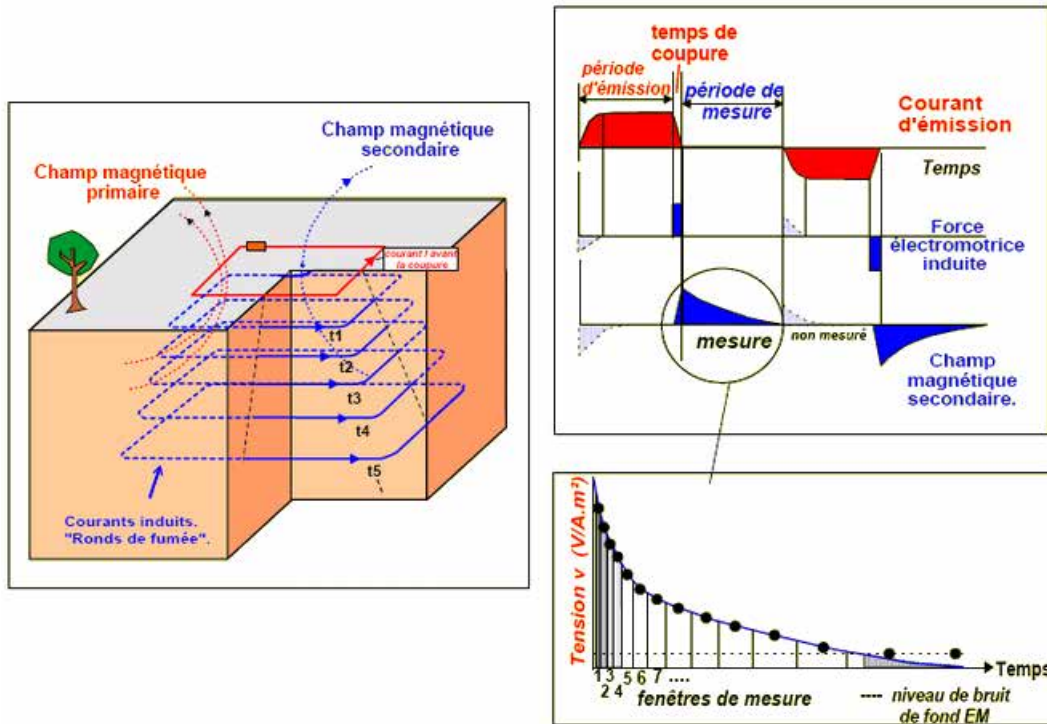 Champ magnétique
secondaire
Champ magnétique
primaire
courant I avant
la coupure
t1
t2
t3
t4
t5
Courants induits.
"Ronds de fumée".
temps de
coupure
période
d'émission
période de
mesure
Courant
d'émission
Temps
Force
électromotrice
induite
mesure
non mesuré
Champ
magnétique
secondaire.
Tension v (V/A.m²)
1 3 5 6 7 ....
2 4
Temps
fenêtres de mesure
---- niveau de bruit
de fond EM